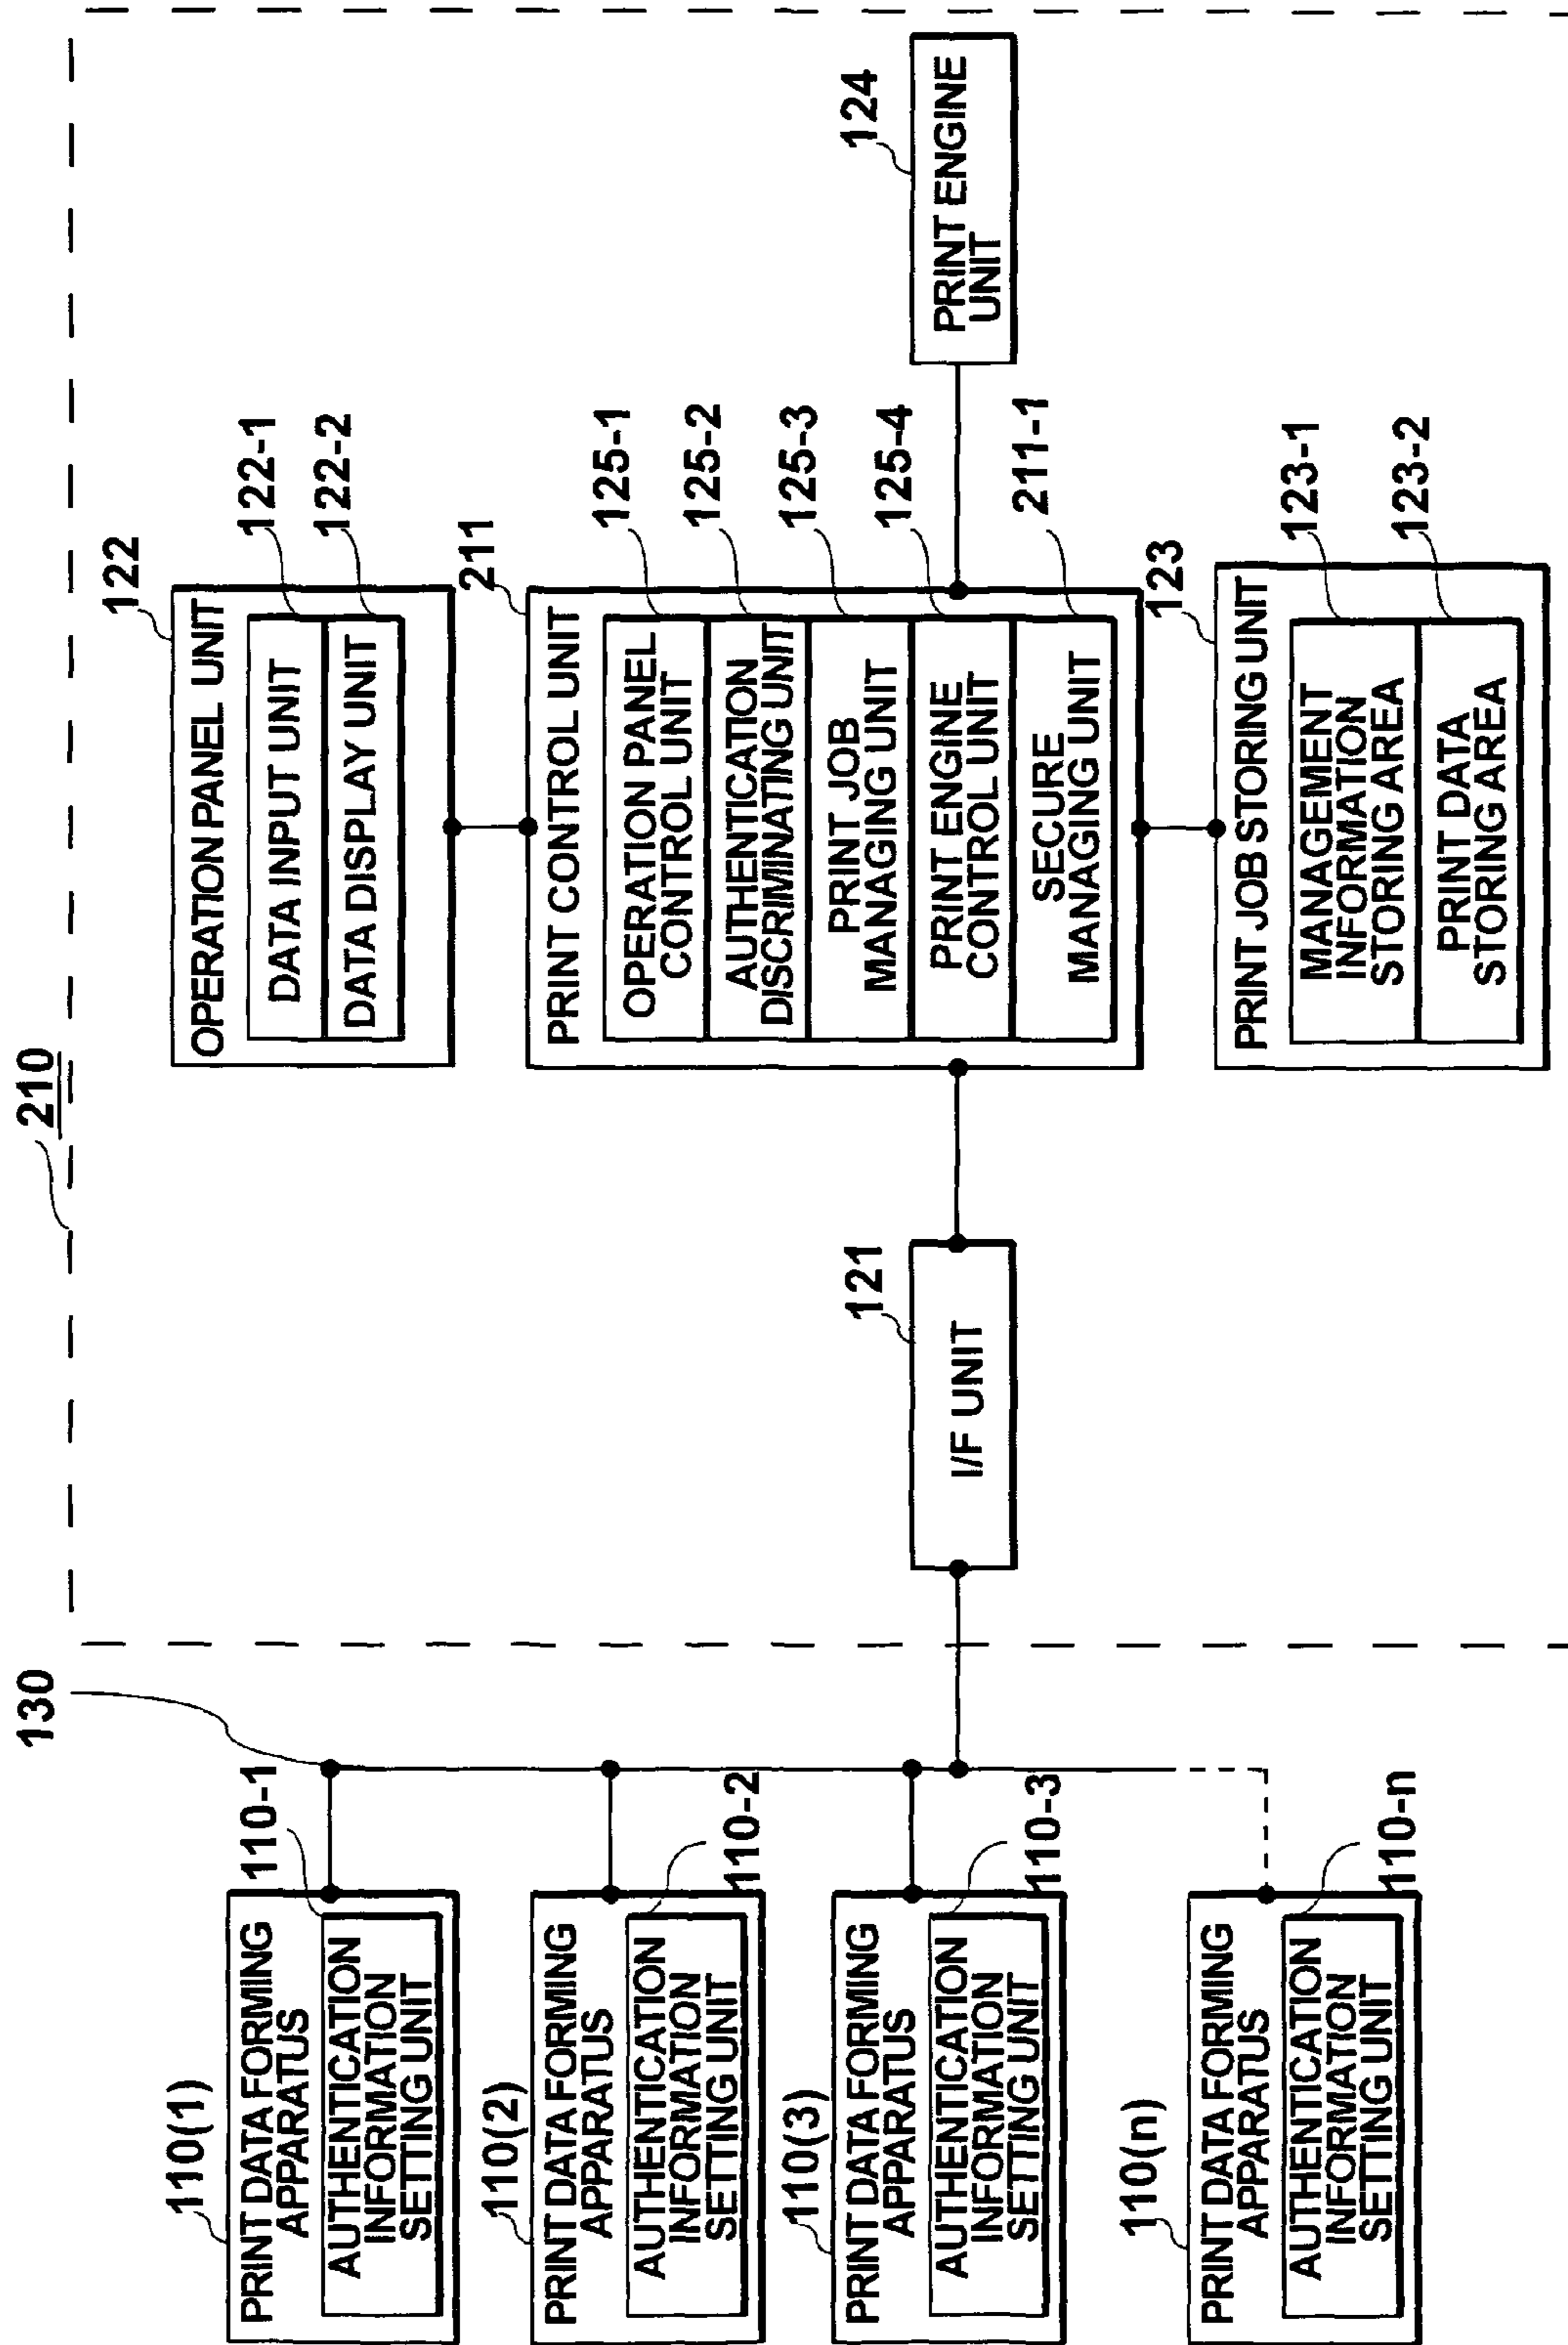 110(1)
PRINT DATA FORMING
APPARATUS
110-1
AUTHENTICATION
INFORMATION
SETTING UNIT
110(2)
PRINT DATA FORMING
APPARATUS
110-2
AUTHENTICATION
INFORMATION
SETTING UNIT
110(3)
PRINT DATA FORMING
APPARATUS
110-3
AUTHENTICATION
INFORMATION
SETTING UNIT
110(n)
PRINT DATA FORMING
APPARATUS
110-n
AUTHENTICATION
INFORMATION
SETTING UNIT
130
210
121
I/F UNIT
122
OPERATION PANEL UNIT
122-1
DATA INPUT UNIT
122-2
DATA DISPLAY UNIT
211
PRINT CONTROL UNIT
125-1
OPERATION PANEL
CONTROL UNIT
125-2
AUTHENTICATION
DISCRIMINATING UNIT
125-3
PRINT JOB
MANAGING UNIT
125-4
PRINT ENGINE
CONTROL UNIT
211-1
SECURE
MANAGING UNIT
123
PRINT JOB STORING UNIT
123-1
MANAGEMENT
INFORMATION
STORING AREA
123-2
PRINT DATA
STORING AREA
124
PRINT ENGINE
UNIT